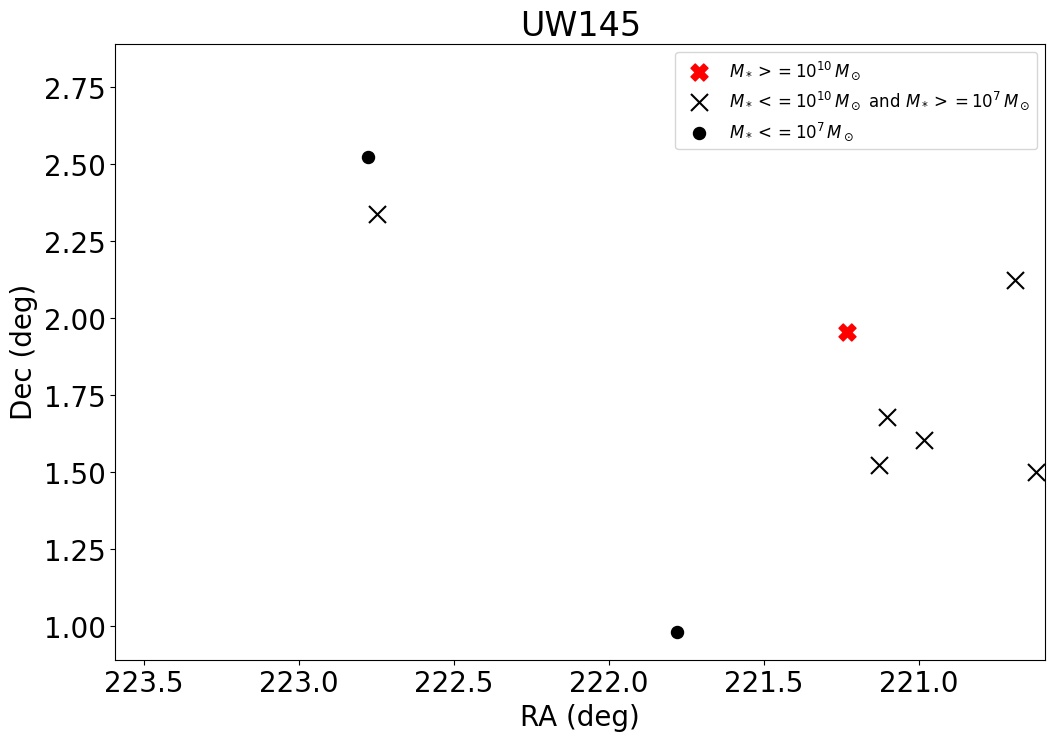 UW145
M* >= 10^10 M⊙
M* <= 10^10 M⊙ and M* >= 10^7 M⊙
M* <= 10^7 M⊙
Dec (deg)
2.75
2.50
2.25
2.00
1.75
1.50
1.25
1.00
223.5 223.0 222.5 222.0 221.5 221.0
RA (deg)